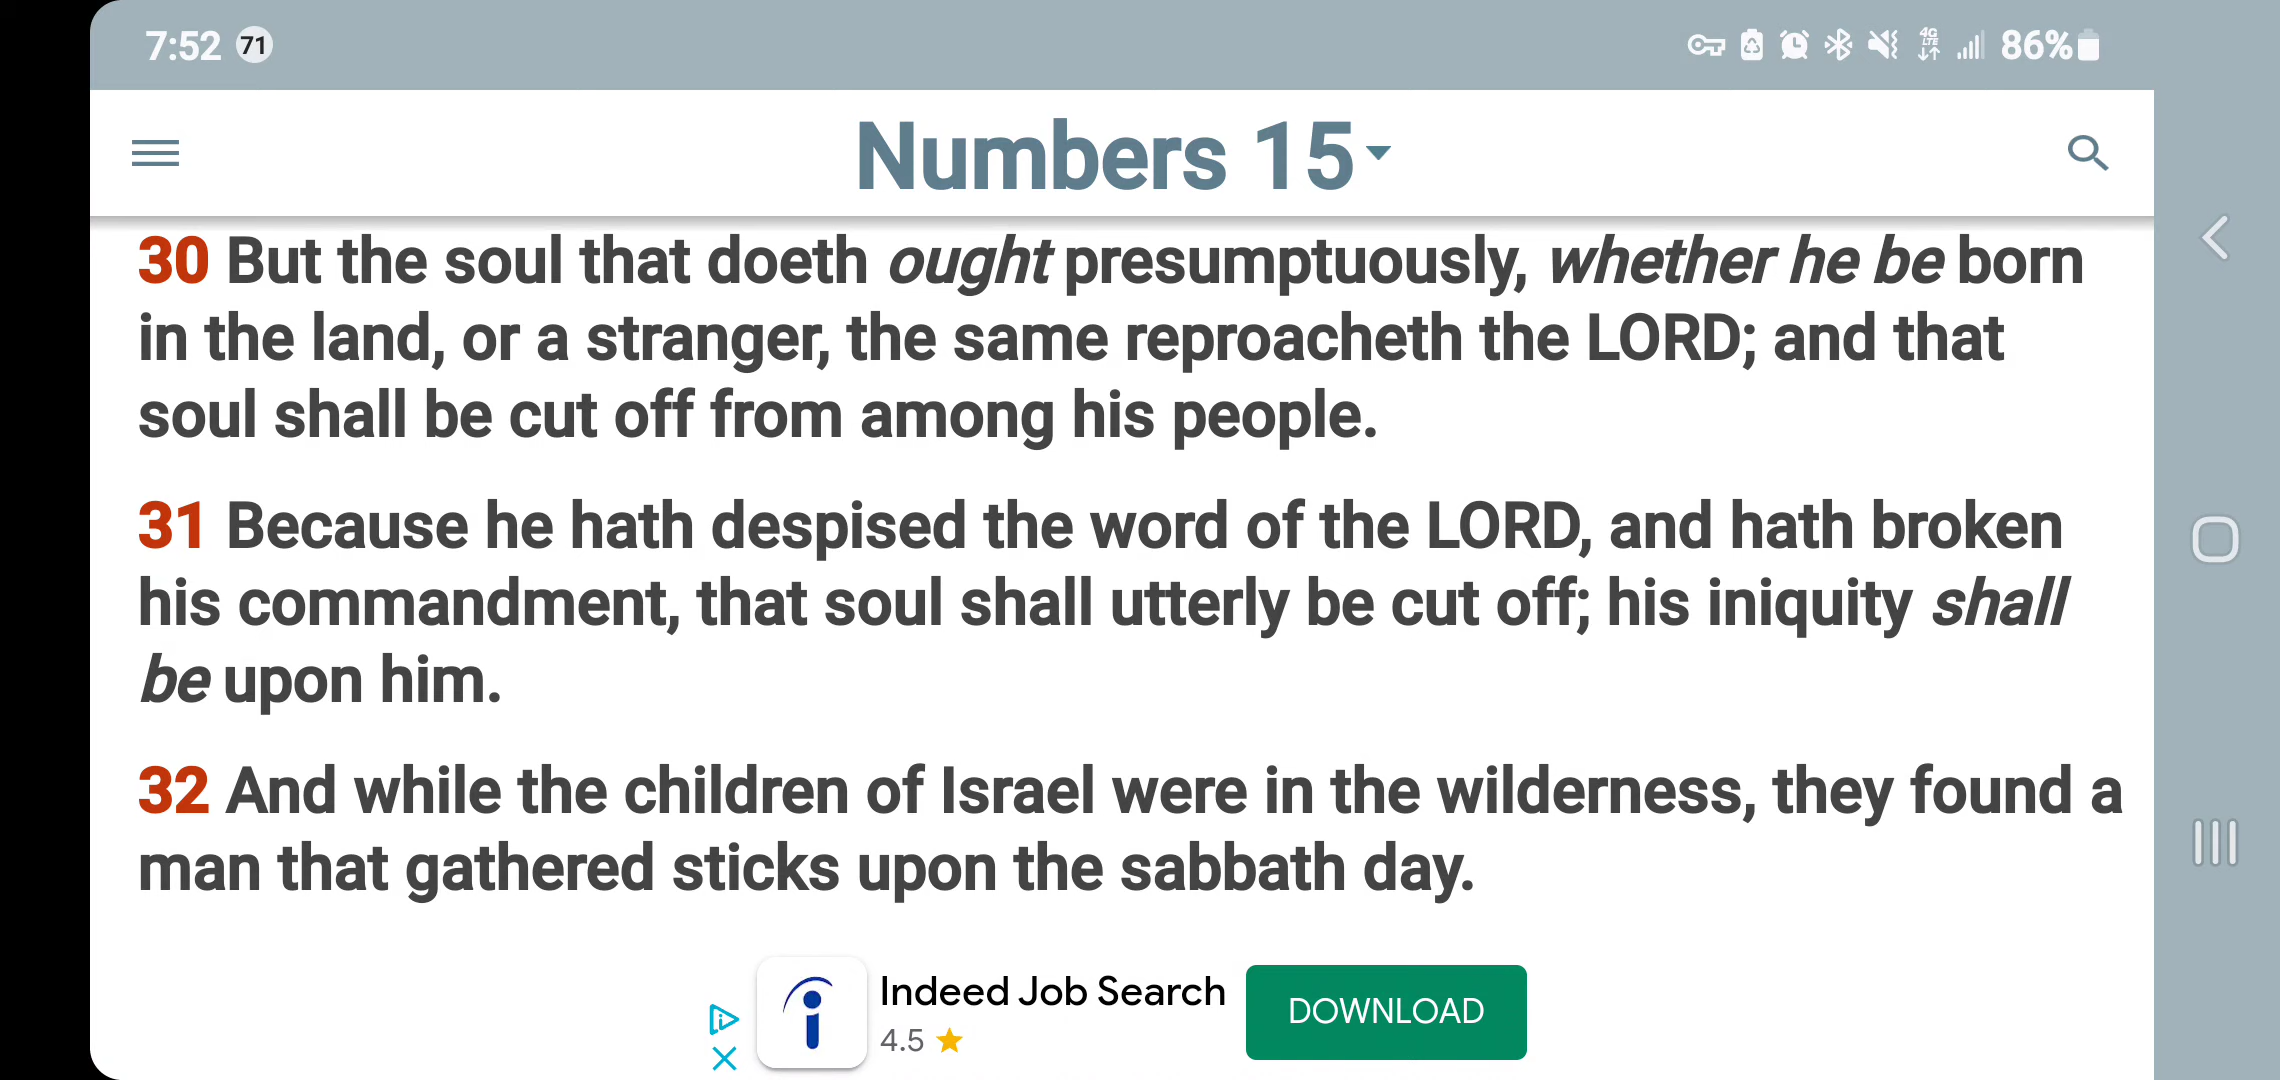 7:52 71 86%
4G LTE
Numbers 15
30 But the soul that doeth ought presumptuously, whether he be born
in the land, or a stranger, the same reproacheth the LORD; and that
soul shall be cut off from among his people.
31 Because he hath despised the word of the LORD, and hath broken
his commandment, that soul shall utterly be cut off; his iniquity shall
be upon him.
32 And while the children of Israel were in the wilderness, they found a
man that gathered sticks upon the sabbath day.
Indeed Job Search
4.5
DOWNLOAD